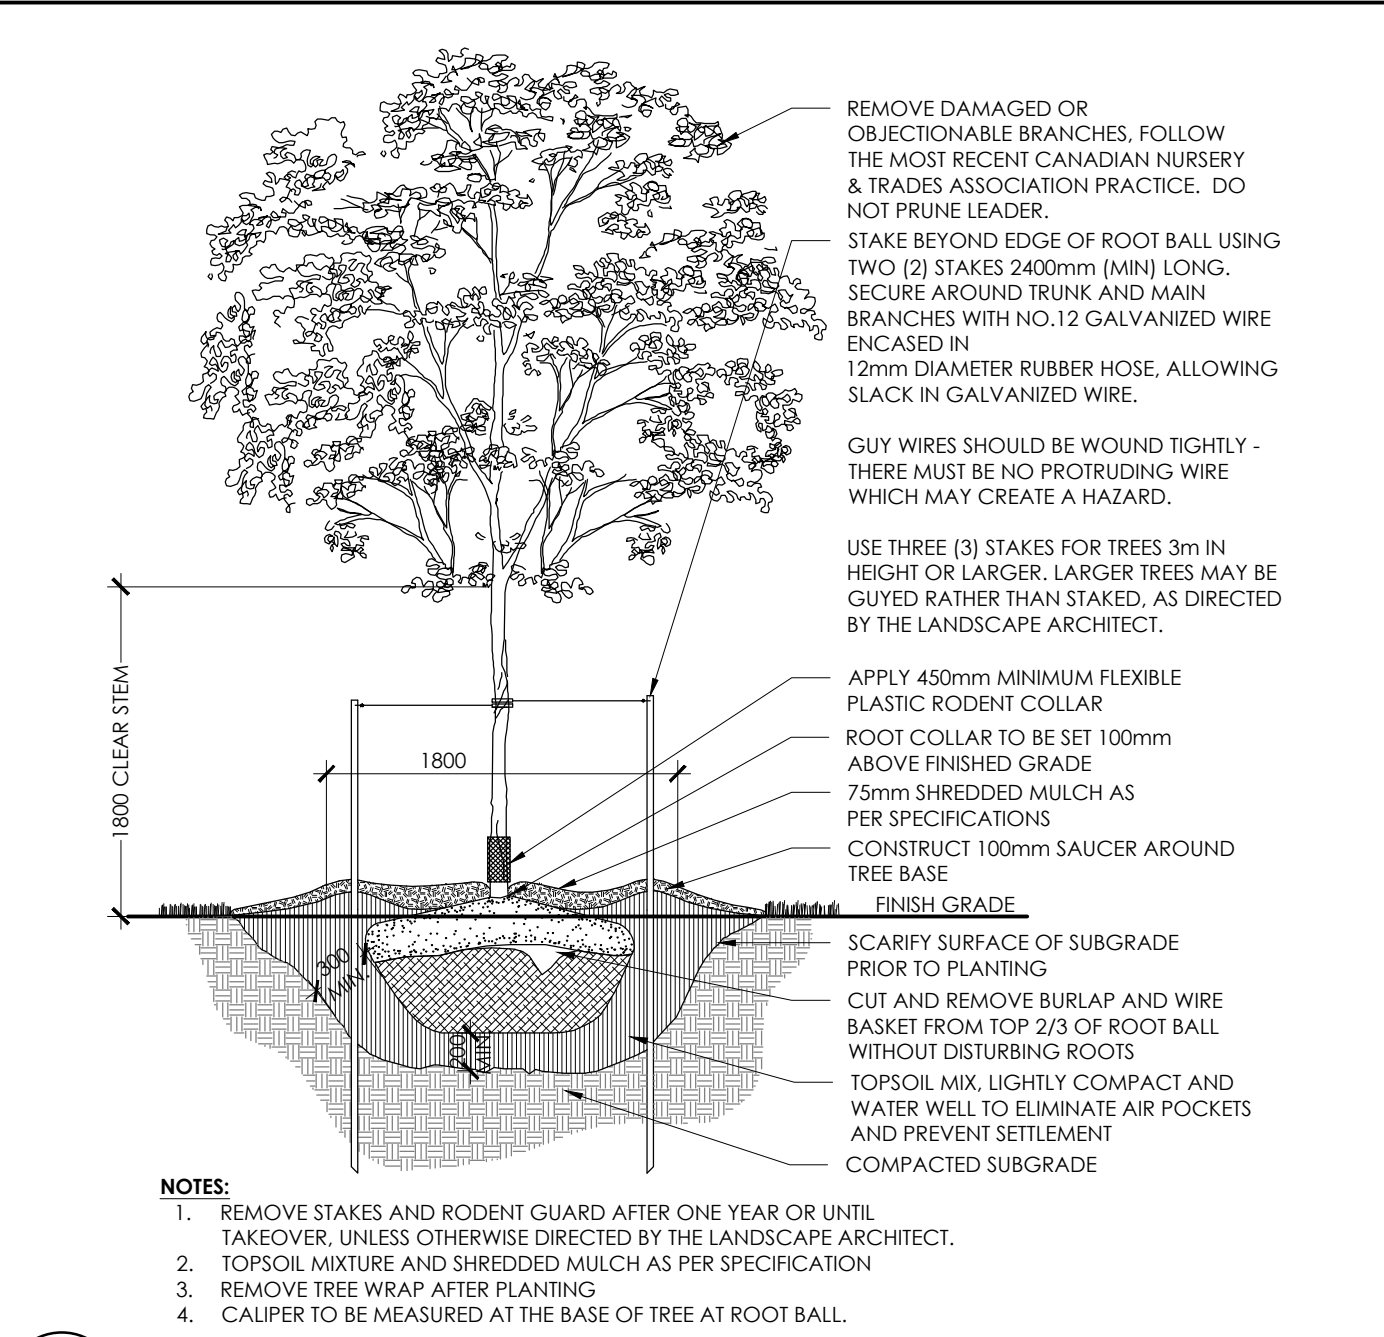 REMOVE DAMAGED OR
OBJECTIONABLE BRANCHES, FOLLOW
THE MOST RECENT CANADIAN NURSERY
& TRADES ASSOCIATION PRACTICE. DO
NOT PRUNE LEADER.
STAKE BEYOND EDGE OF ROOT BALL USING
TWO (2) STAKES 2400mm (MIN) LONG.
SECURE AROUND TRUNK AND MAIN
BRANCHES WITH NO.12 GALVANIZED WIRE
ENCASED IN
12mm DIAMETER RUBBER HOSE, ALLOWING
SLACK IN GALVANIZED WIRE.
GUY WIRES SHOULD BE WOUND TIGHTLY -
THERE MUST BE NO PROTRUDING WIRE
WHICH MAY CREATE A HAZARD.
USE THREE (3) STAKES FOR TREES 3m IN
HEIGHT OR LARGER. LARGER TREES MAY BE
GUYED RATHER THAN STAKED, AS DIRECTED
BY THE LANDSCAPE ARCHITECT.
APPLY 450mm MINIMUM FLEXIBLE
PLASTIC RODENT COLLAR
ROOT COLLAR TO BE SET 100mm
ABOVE FINISHED GRADE
75mm SHREDDED MULCH AS
PER SPECIFICATIONS
CONSTRUCT 100mm SAUCER AROUND
TREE BASE
FINISH GRADE
SCARIFY SURFACE OF SUBGRADE
PRIOR TO PLANTING
CUT AND REMOVE BURLAP AND WIRE
BASKET FROM TOP 2/3 OF ROOT BALL
WITHOUT DISTURBING ROOTS
TOPSOIL MIX, LIGHTLY COMPACT AND
WATER WELL TO ELIMINATE AIR POCKETS
AND PREVENT SETTLEMENT
COMPACTED SUBGRADE
1800 CLEAR STEM
1800
300
MIN.
200
MIN
NOTES:
1. REMOVE STAKES AND RODENT GUARD AFTER ONE YEAR OR UNTIL
TAKEOVER, UNLESS OTHERWISE DIRECTED BY THE LANDSCAPE ARCHITECT.
2. TOPSOIL MIXTURE AND SHREDDED MULCH AS PER SPECIFICATION
3. REMOVE TREE WRAP AFTER PLANTING
4. CALIPER TO BE MEASURED AT THE BASE OF TREE AT ROOT BALL.